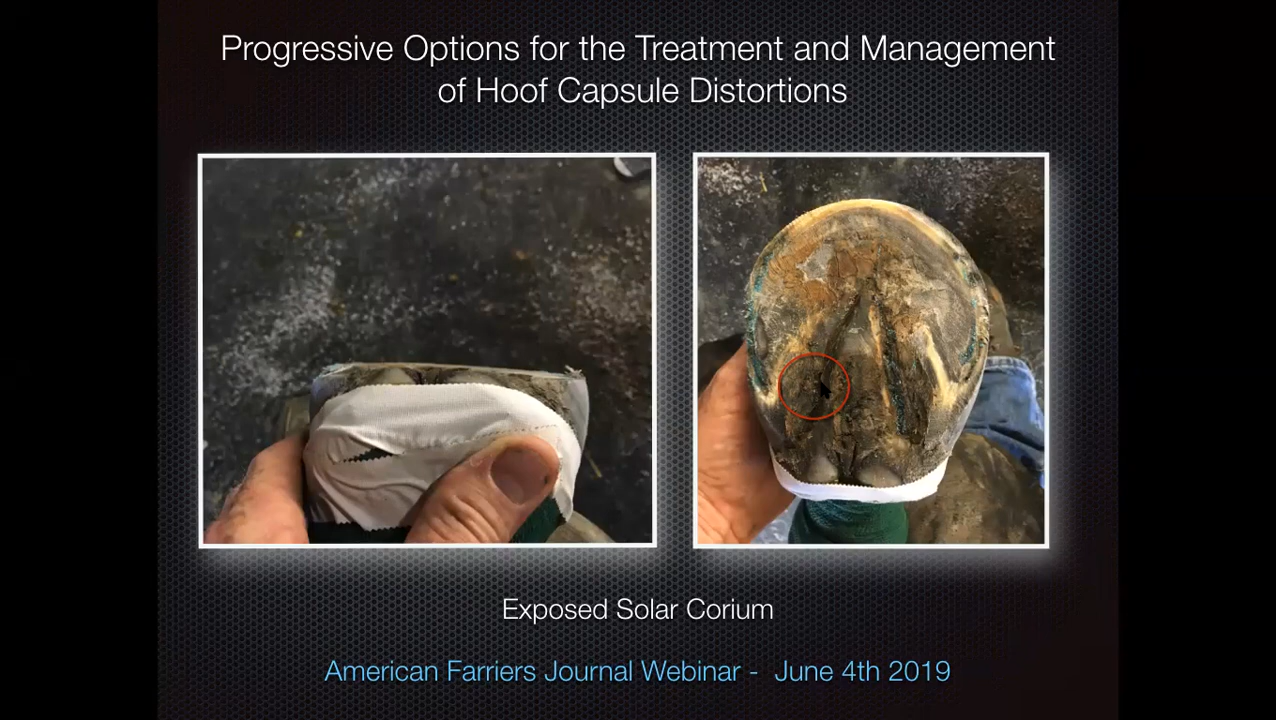 Progressive Options for the Treatment and Management
of Hoof Capsule Distortions
Exposed Solar Corium
American Farriers Journal Webinar - June 4th 2019